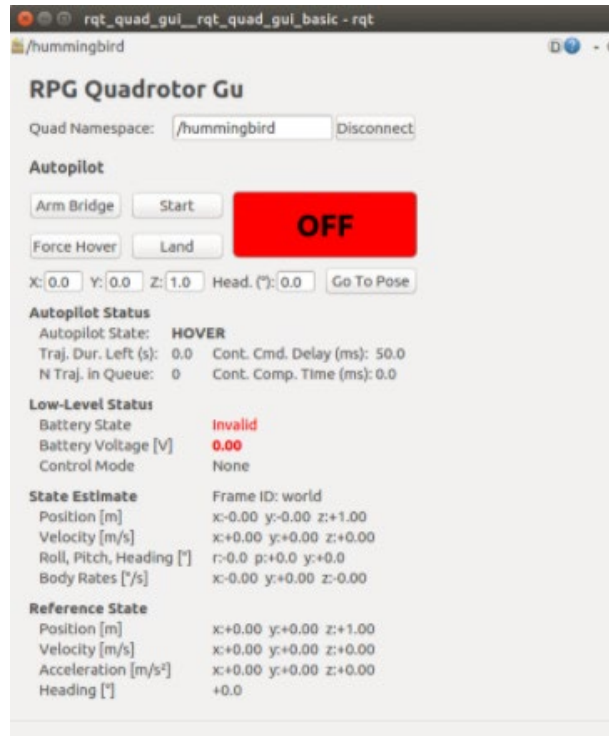 rqt_quad_gui__rqt_quad_gui_basic - rqt
/hummingbird D ? -
RPG Quadrotor Gu
Quad Namespace: /hummingbird Disconnect
Autopilot
Arm Bridge Start
OFF
Force Hover Land
X: 0.0 Y: 0.0 Z: 1.0 Head. (°): 0.0 Go To Pose
Autopilot Status
Autopilot State: HOVER
Traj. Dur. Left (s): 0.0 Cont. Cmd. Delay (ms): 50.0
N Traj. in Queue: 0 Cont. Comp. TIme (ms): 0.0
Low-Level Status
Battery State Invalid
Battery Voltage [V] 0.00
Control Mode None
State Estimate Frame ID: world
Position [m] x:-0.00 y:-0.00 z:+1.00
Velocity [m/s] x:+0.00 y:+0.00 z:+0.00
Roll, Pitch, Heading [°] r:-0.0 p:+0.0 y:+0.0
Body Rates [°/s] x:-0.00 y:+0.00 z:-0.00
Reference State
Position [m] x:+0.00 y:+0.00 z:+1.00
Velocity [m/s] x:+0.00 y:+0.00 z:+0.00
Acceleration [m/s²] x:+0.00 y:+0.00 z:+0.00
Heading [°] +0.0